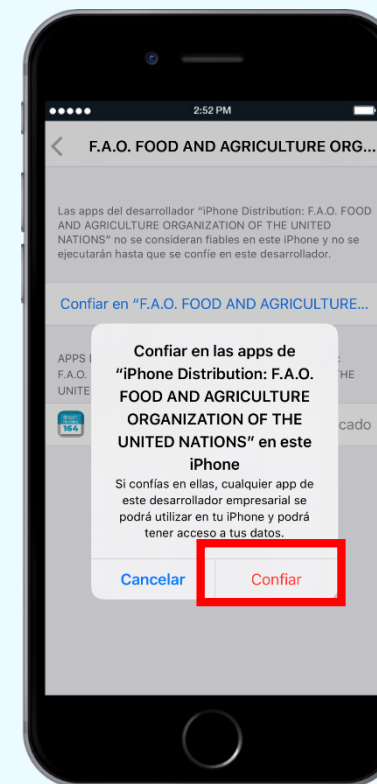 2:52 PM
F.A.O. FOOD AND AGRICULTURE ORG...
Las apps del desarrollador “iPhone Distribution: F.A.O. FOOD
AND AGRICULTURE ORGANIZATION OF THE UNITED
NATIONS” no se consideran fiables en este iPhone y no se
ejecutarán hasta que se confíe en este desarrollador.
Confiar en “F.A.O. FOOD AND AGRICULTURE...
APPS
F.A.O.
UNITE
HE
164
cado
Confiar en las apps de
“iPhone Distribution: F.A.O.
FOOD AND AGRICULTURE
ORGANIZATION OF THE
UNITED NATIONS” en este
iPhone
Si confías en ellas, cualquier app de
este desarrollador empresarial se
podrá utilizar en tu iPhone y podrá
tener acceso a tus datos.
Cancelar
Confiar